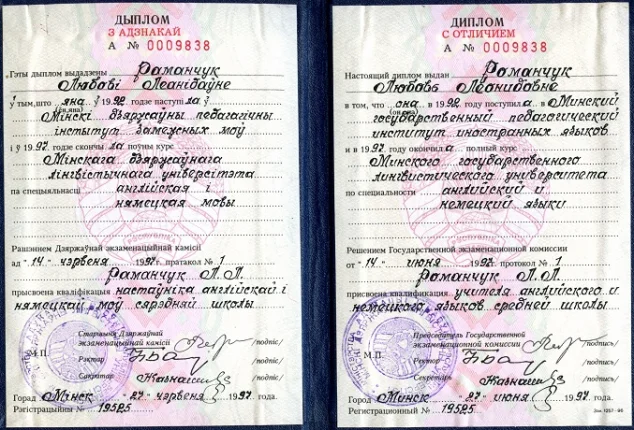 ДЫПЛОМ
З АДЗНАКАЙ
А № 0009838
Гэты дыплом выдадзены Раманчук
Любові Леанідаўне
у тым, што яна ў 1992 годзе паступіла ў
(ён, яна)
Мінскі дзяржаўны педагагічны
інстытут замежных моў
і ў 1997 годзе скончыла поўны курс
Мінскага дзяржаўнага
лінгвістычнага універсітэта
па спецыяльнасці англійская і
нямецкая мовы
Рашэннем Дзяржаўнай экзаменацыйнай камісіі
ад "14" чэрвеня 1997 г. пратакол № 1
Раманчук Л.Л.
прысвоена кваліфікацыя настаўніка англійскай і
нямецкай моў сярэдняй школы
Старшыня Дзяржаўнай
экзаменацыйнай камісіі /подпіс/
М.П. Рэктар /подпіс/
Сакратар /подпіс/
Горад Мінск "27" чэрвеня 1997 года.
Рэгістрацыйны № 19525
ДИПЛОМ
С ОТЛИЧИЕМ
А № 0009838
Настоящий диплом выдан Романчук
Любовь Леонидовне
в том, что она в 1992 году поступила в Минский
(он, она)
государственный педагогический
институт иностранных языков
и в 1997 году окончила полный курс
Минского государственного
лингвистического университета
по специальности английский и
немецкий языки
Решением Государственной экзаменационной комиссии
от "14" июня 1997 г. протокол № 1
Романчук Л.Л.
присвоена квалификация учителя английского и
немецкого языков средней школы
Председатель Государственной
экзаменационной комиссии /подпись/
М.П. Ректор /подпись/
Секретарь /подпись/
Город Минск "27" июня 1997 года.
Регистрационный № 19525